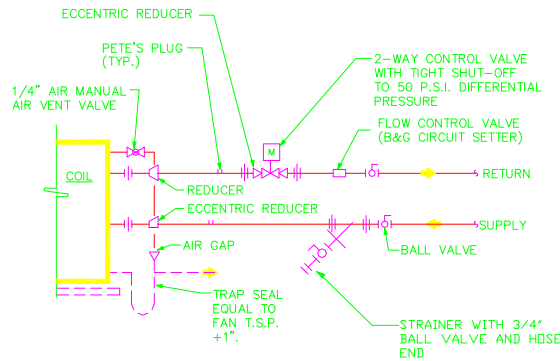 ECCENTRIC REDUCER
PETE'S PLUG
(TYP.)
2-WAY CONTROL VALVE
WITH TIGHT SHUT-OFF
TO 50 P.S.I. DIFFERENTIAL
PRESSURE
1/4" AIR MANUAL
AIR VENT VALVE
FLOW CONTROL VALVE
(B&G CIRCUIT SETTER)
M
COIL
RETURN
REDUCER
ECCENTRIC REDUCER
SUPPLY
AIR GAP
BALL VALVE
TRAP SEAL
EQUAL TO
FAN T.S.P.
+1".
STRAINER WITH 3/4"
BALL VALVE AND HOSE
END